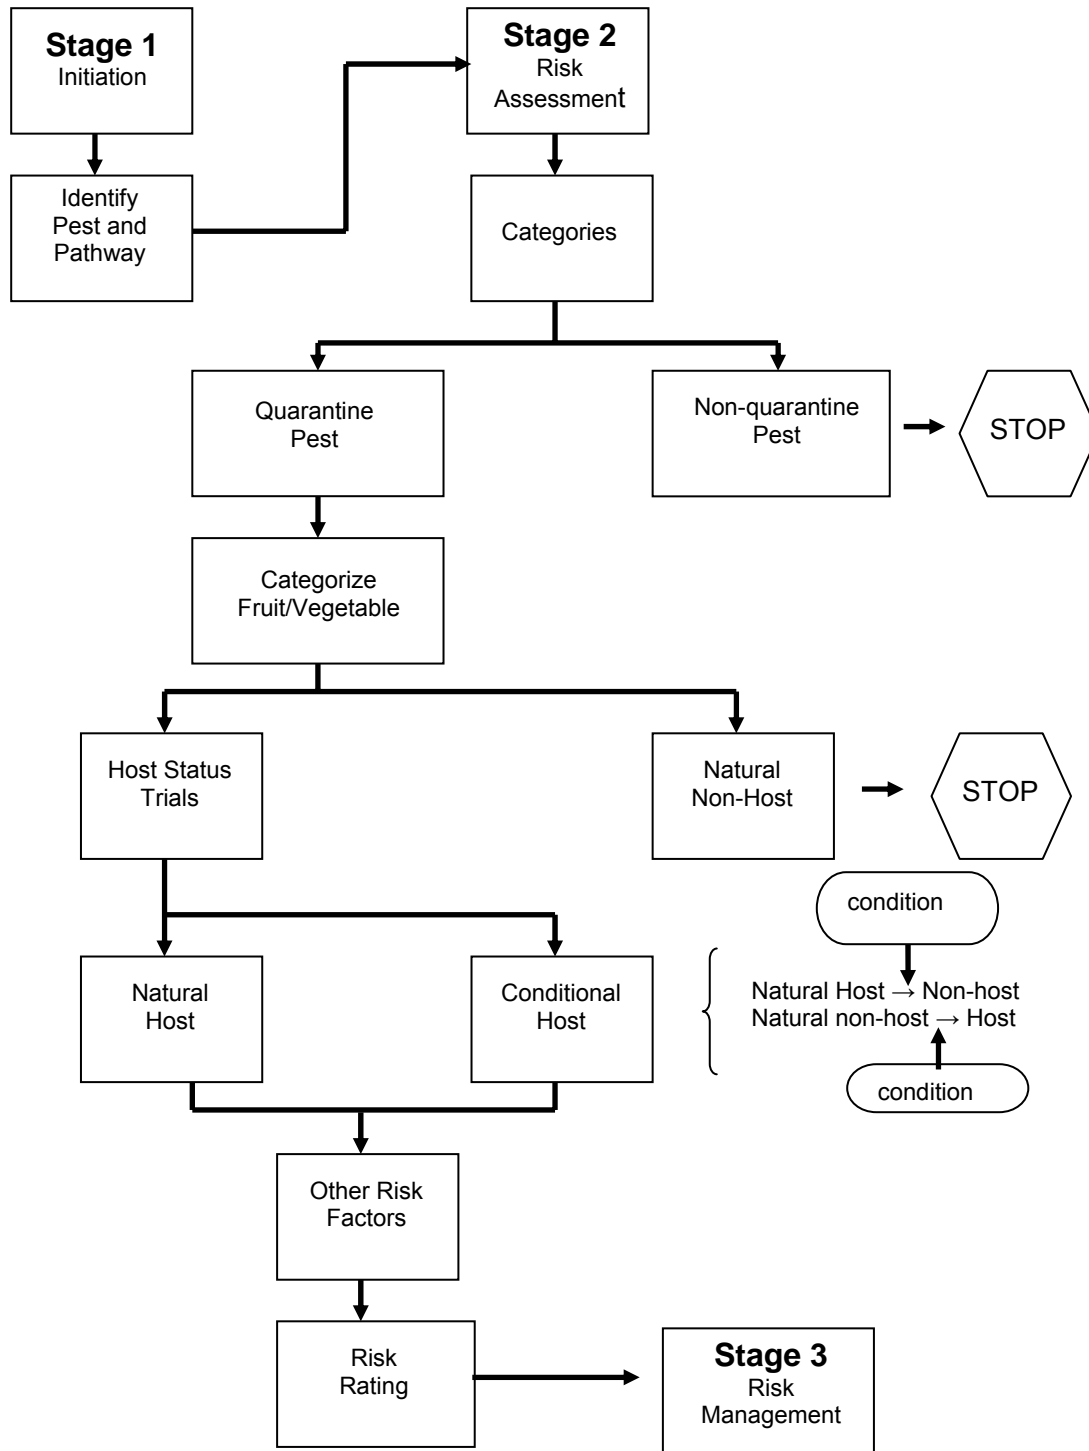 Stage 1
Initiation
Stage 2
Risk
Assessment
Identify
Pest and
Pathway
Categories
Quarantine
Pest
Non-quarantine
Pest
STOP
Categorize
Fruit/Vegetable
Host Status
Trials
Natural
Non-Host
STOP
condition
Natural
Host
Conditional
Host
Natural Host → Non-host
Natural non-host → Host
condition
Other Risk
Factors
Risk
Rating
Stage 3
Risk
Management